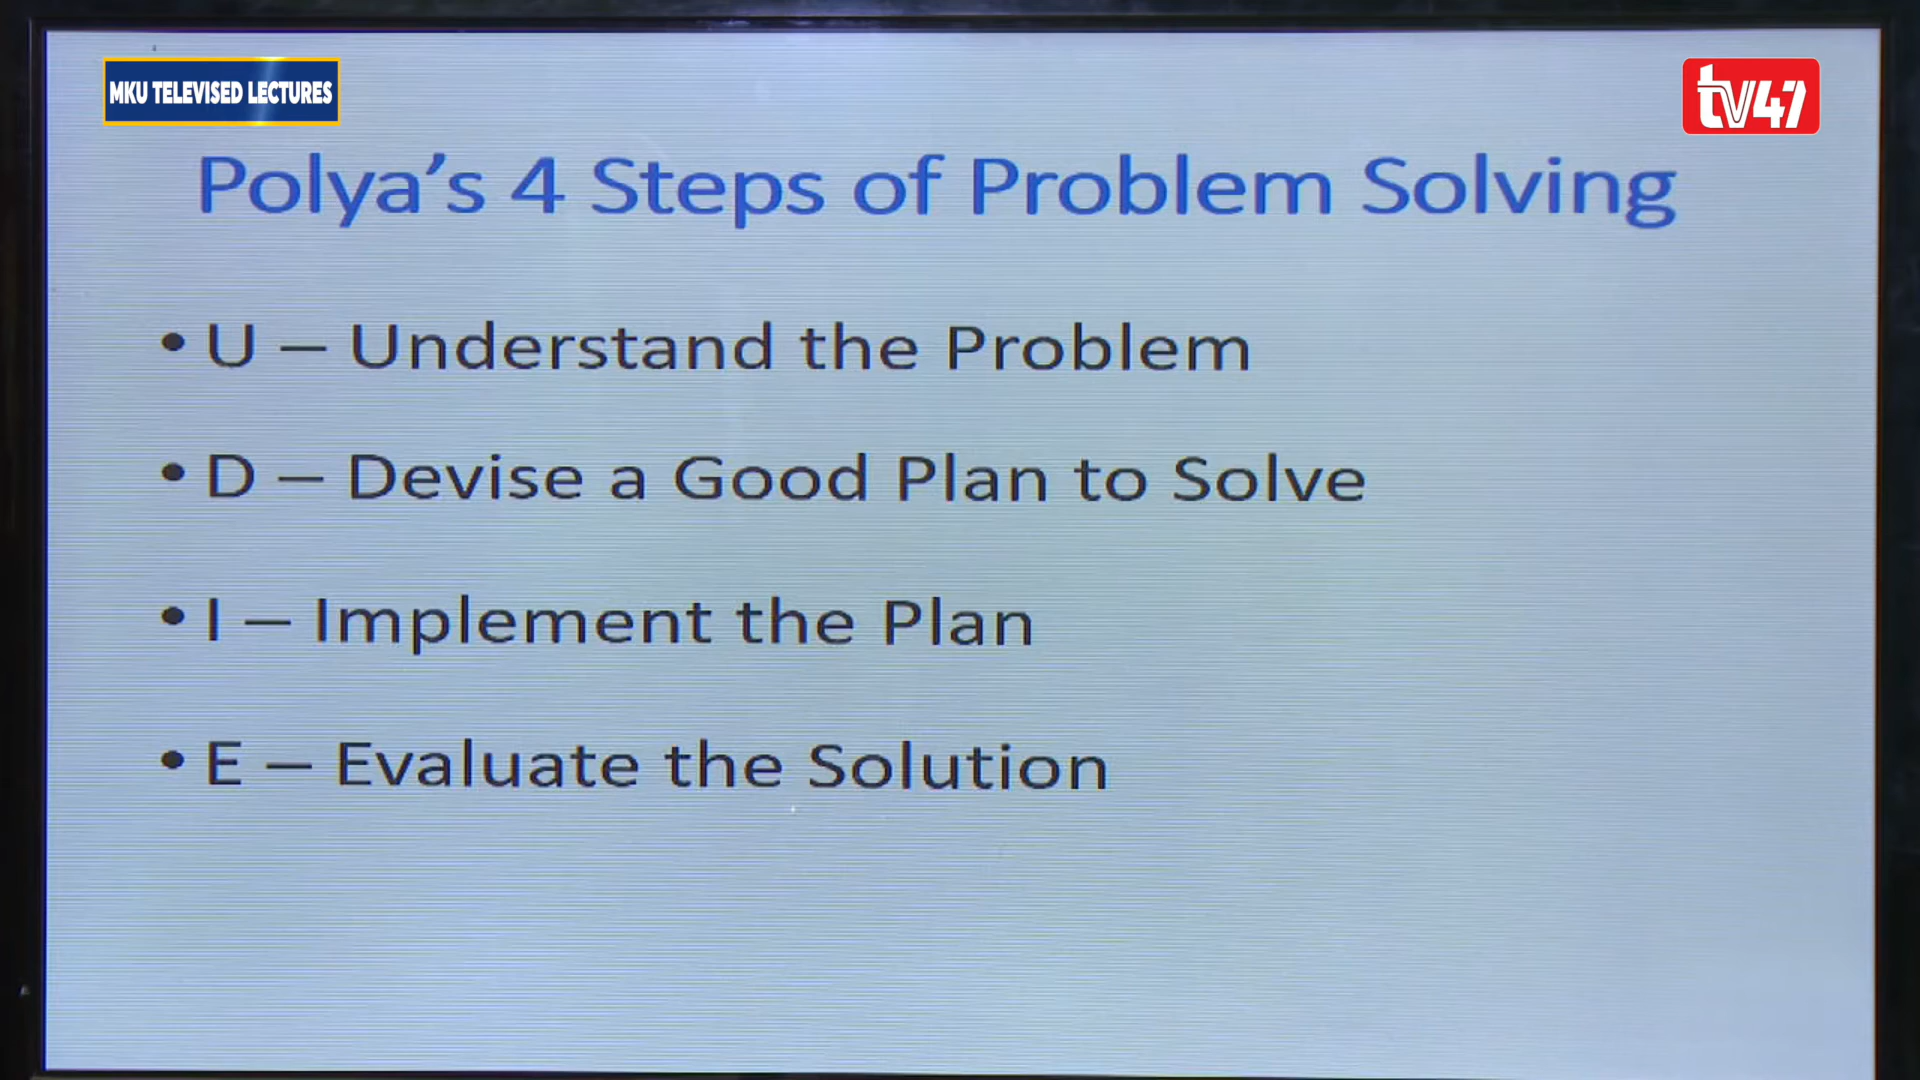 MKU TELEVISED LECTURES
tv47
Polya’s 4 Steps of Problem Solving
• U – Understand the Problem
• D – Devise a Good Plan to Solve
• I – Implement the Plan
• E – Evaluate the Solution